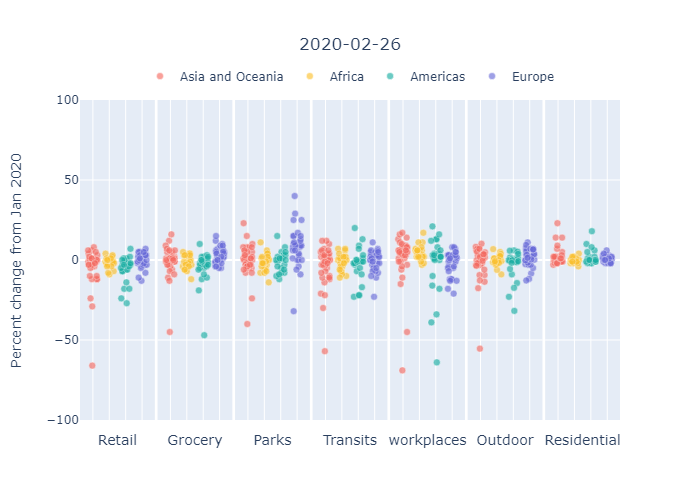 2020-02-26
Asia and Oceania Africa Americas Europe
Percent change from Jan 2020
100
50
0
−50
−100
Retail Grocery Parks Transits workplaces Outdoor Residential